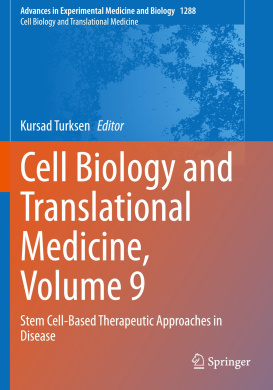 Advances in Experimental Medicine and Biology 1288
Cell Biology and Translational Medicine
Kursad Turksen Editor
Cell Biology and
Translational
Medicine,
Volume 9
Stem Cell-Based Therapeutic Approaches in
Disease
Springer